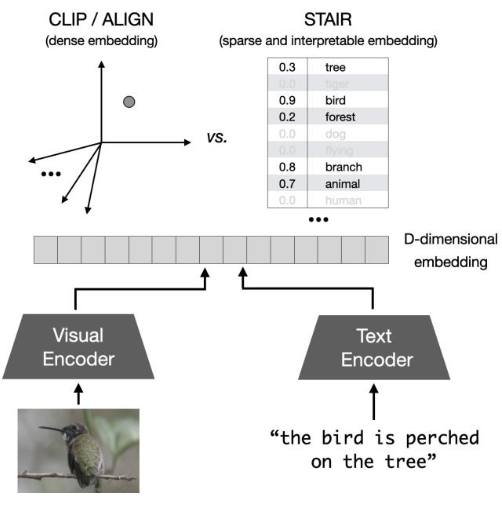 CLIP / ALIGN
(dense embedding)
STAIR
(sparse and interpretable embedding)
vs.
0.3 tree
0.0 tiger
0.9 bird
0.2 forest
0.0 dog
0.0 flying
0.8 branch
0.7 animal
0.0 human
D-dimensional
embedding
Visual
Encoder
Text
Encoder
“the bird is perched
on the tree”